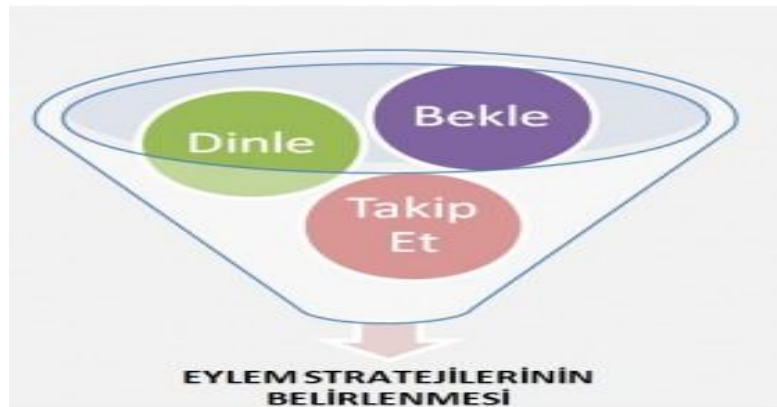 Dinle
Bekle
Takip
Et
EYLEM STRATEJİLERİNİN
BELİRLENMESİ